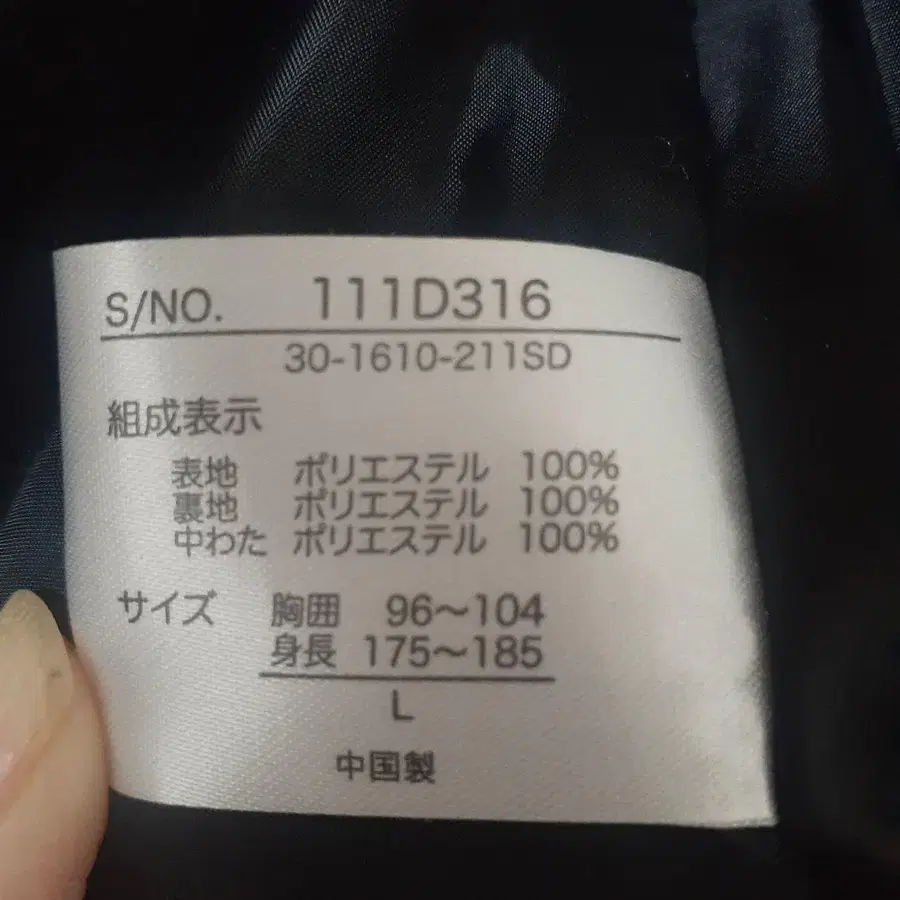 S/NO. 111D316
30-1610-211SD
組成表示
表地 ポリエステル 100%
裏地 ポリエステル 100%
中わた ポリエステル 100%
サイズ 胸囲 96～104
身長 175～185
L
中国製